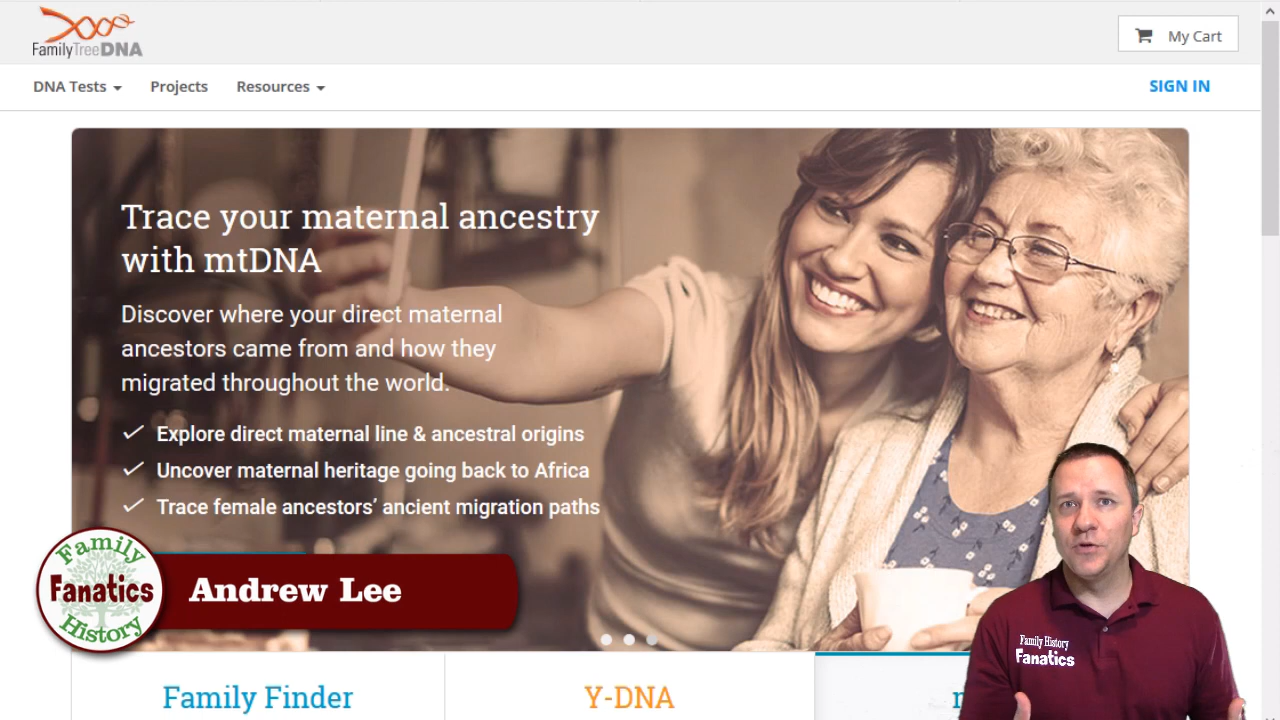 FamilyTreeDNA
My Cart
DNA Tests
Projects
Resources
SIGN IN
Trace your maternal ancestry
with mtDNA
Discover where your direct maternal
ancestors came from and how they
migrated throughout the world.
Explore direct maternal line & ancestral origins
Uncover maternal heritage going back to Africa
Trace female ancestors' ancient migration paths
Family
Fanatics
History
Andrew Lee
Family History
Fanatics
Family Finder
Y-DNA